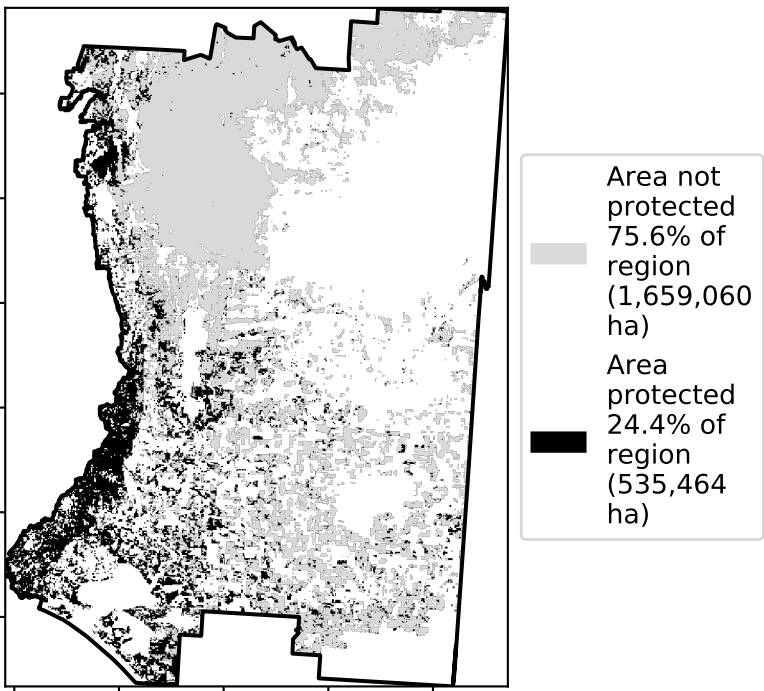 Area not
protected
75.6% of
region
(1,659,060
ha)
Area
protected
24.4% of
region
(535,464
ha)